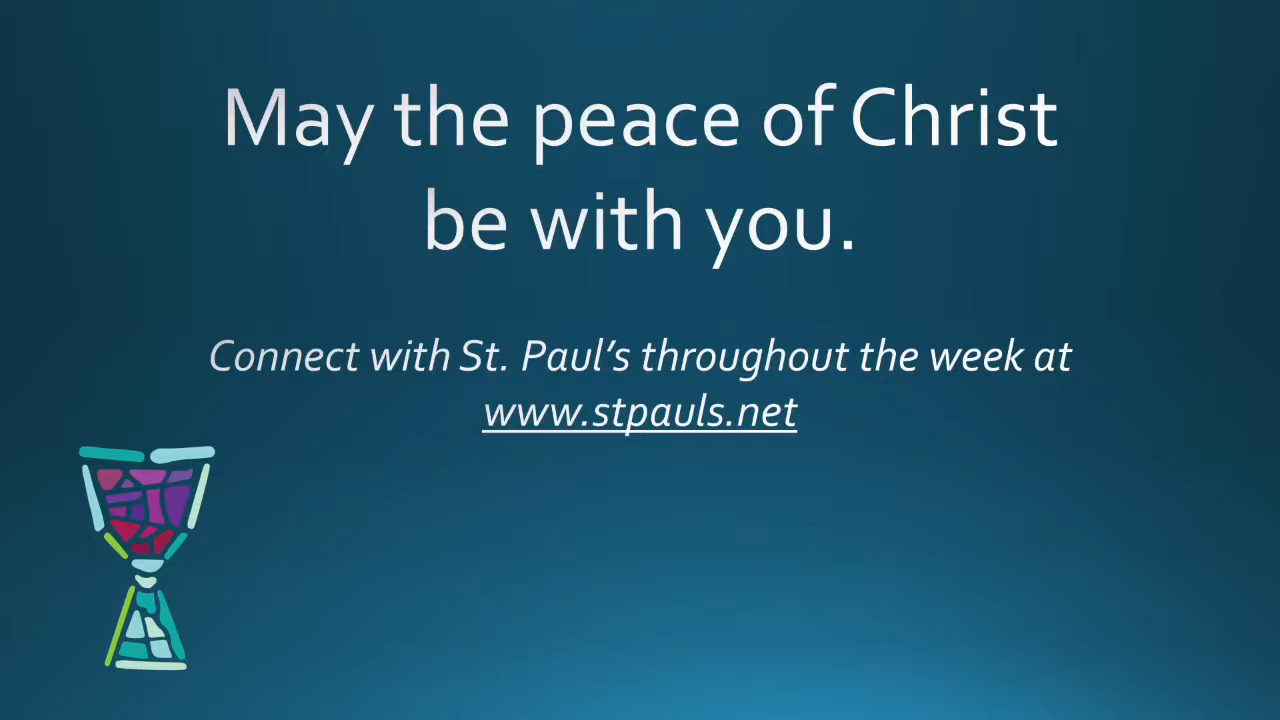 May the peace of Christ
be with you.
Connect with St. Paul’s throughout the week at
www.stpauls.net